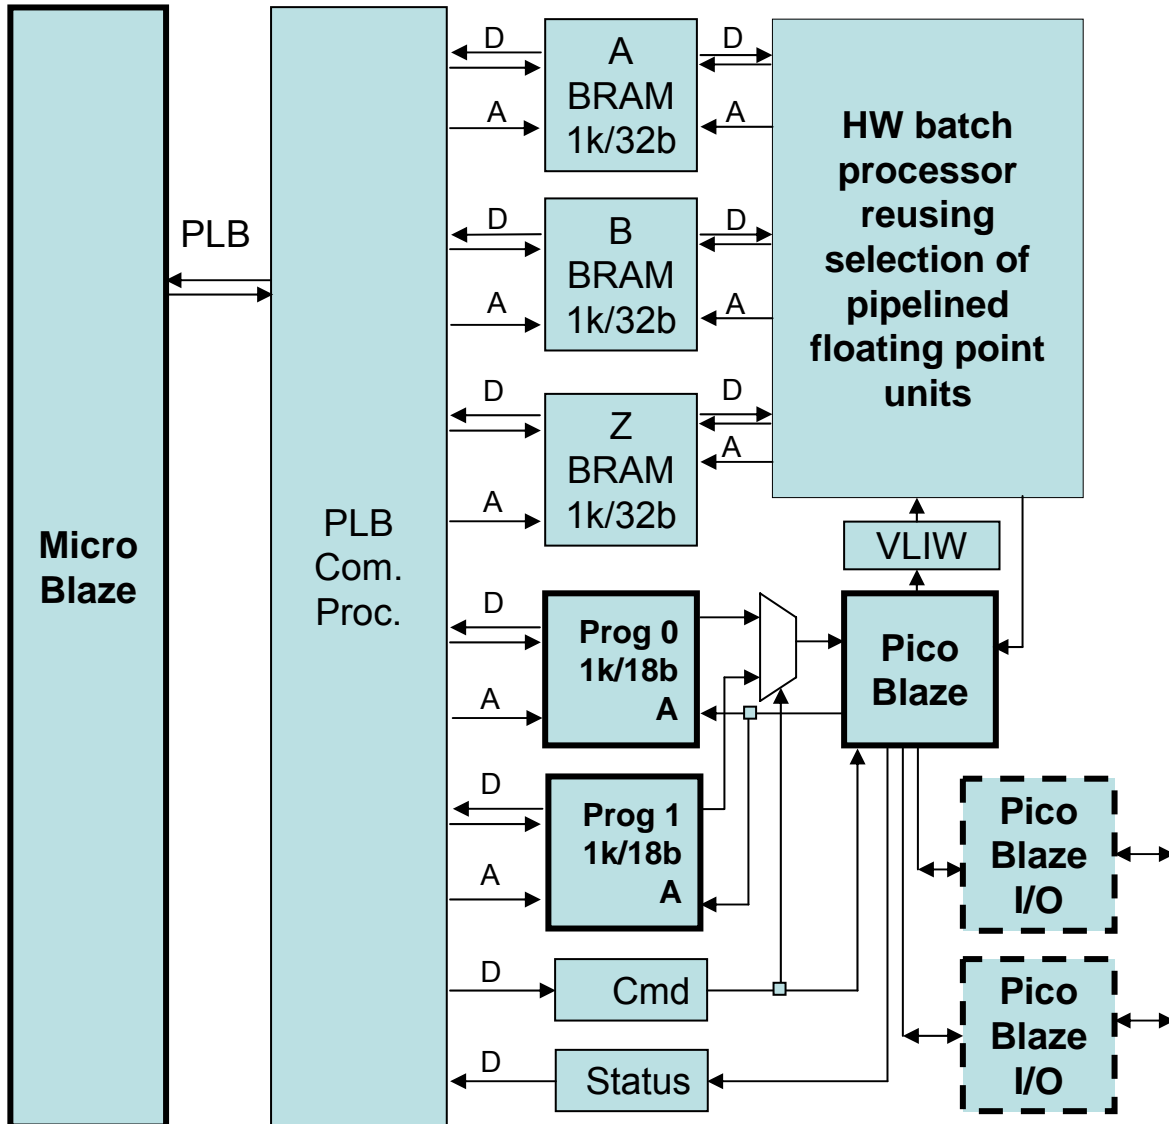 Micro
Blaze
PLB
PLB
Com.
Proc.
D
A
A
BRAM
1k/32b
D
A
D
A
B
BRAM
1k/32b
D
A
D
A
Z
BRAM
1k/32b
D
A
HW batch
processor
reusing
selection of
pipelined
floating point
units
VLIW
D
A
Prog 0
1k/18b
A
Pico
Blaze
D
A
Prog 1
1k/18b
A
Pico
Blaze
I/O
D
Cmd
Pico
Blaze
I/O
D
Status